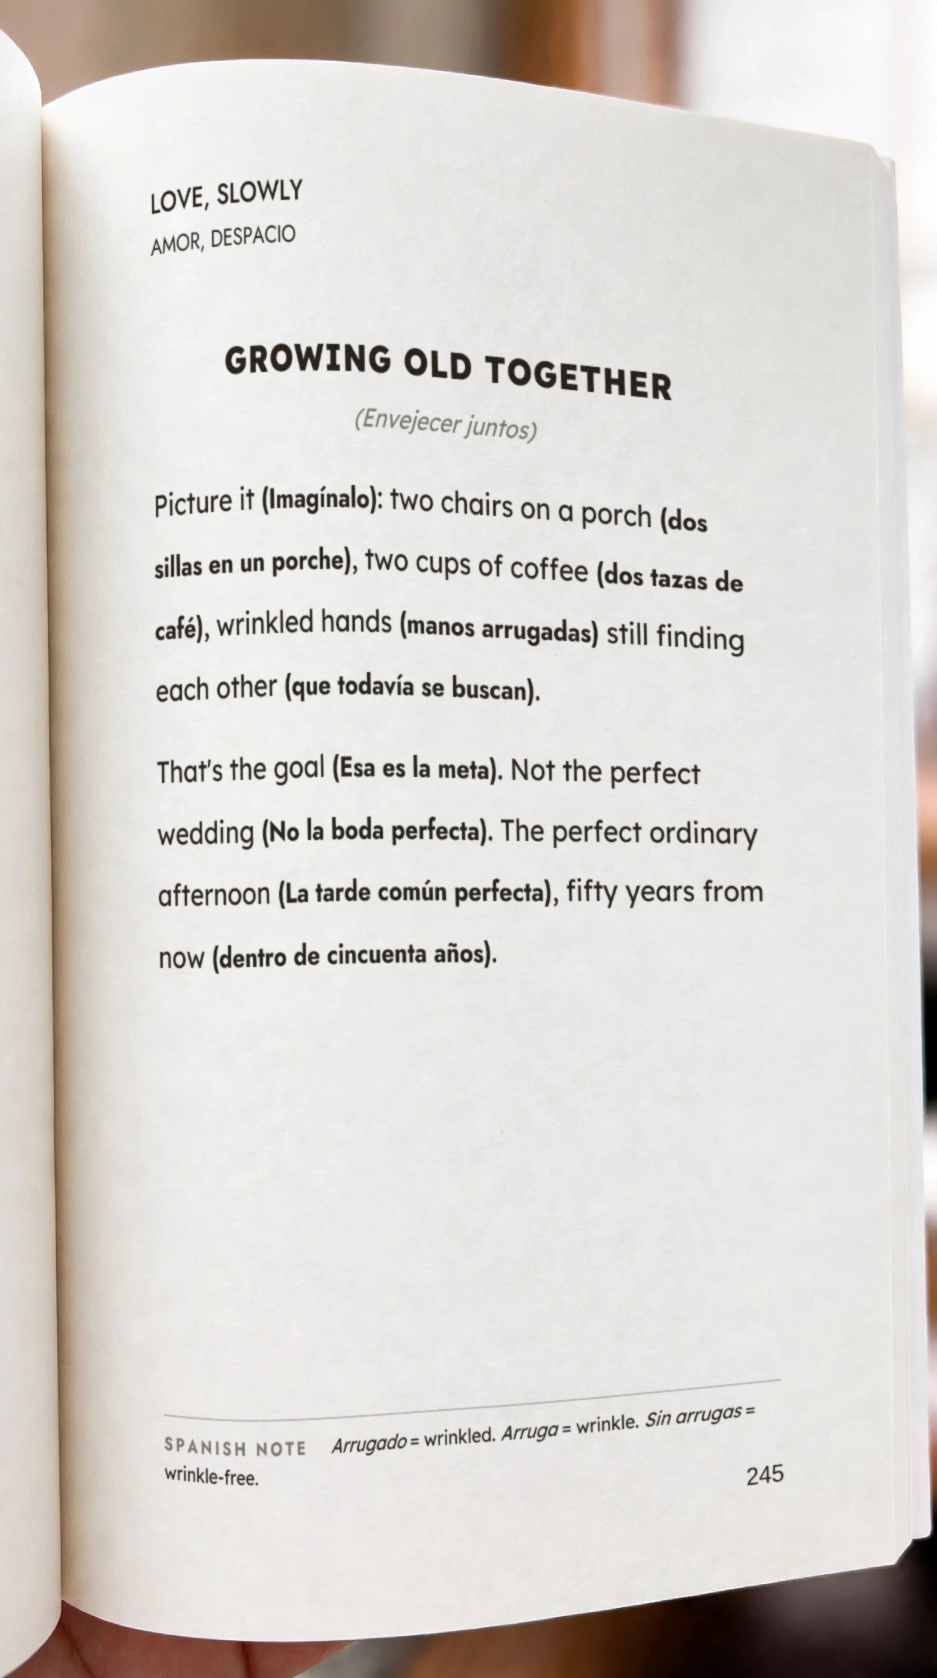 LOVE, SLOWLY
AMOR, DESPACIO
GROWING OLD TOGETHER
(Envejecer juntos)
Picture it (Imagínalo): two chairs on a porch (dos
sillas en un porche), two cups of coffee (dos tazas de
café), wrinkled hands (manos arrugadas) still finding
each other (que todavía se buscan).
That's the goal (Esa es la meta). Not the perfect
wedding (No la boda perfecta). The perfect ordinary
afternoon (La tarde común perfecta), fifty years from
now (dentro de cincuenta años).
SPANISH NOTE Arrugado = wrinkled. Arruga = wrinkle. Sin arrugas =
wrinkle-free.
245